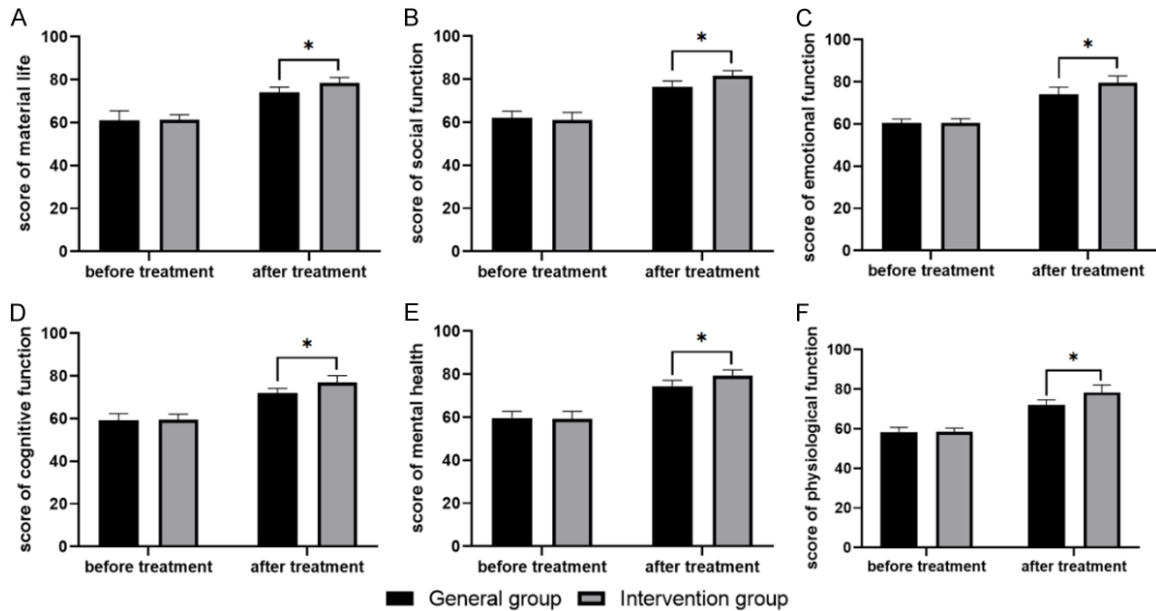 A
score of material life
100
80
60
40
20
0
*
before treatment
after treatment
B
score of social function
100
80
60
40
20
0
*
before treatment
after treatment
C
score of emotional function
100
80
60
40
20
0
*
before treatment
after treatment
D
score of cognitive function
100
80
60
40
20
0
*
before treatment
after treatment
E
score of mental health
100
80
60
40
20
0
*
before treatment
after treatment
F
score of physiological function
100
80
60
40
20
0
*
before treatment
after treatment
General group
Intervention group